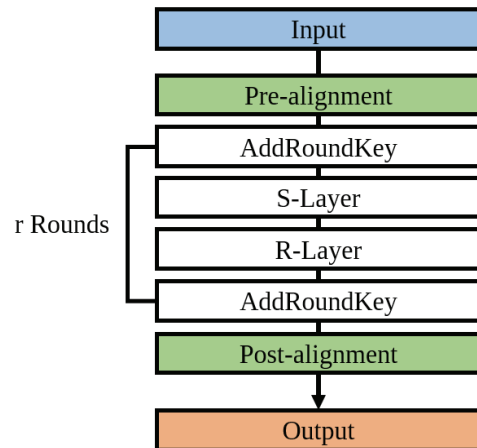 Input
Pre-alignment
AddRoundKey
S-Layer
r Rounds
R-Layer
AddRoundKey
Post-alignment
Output